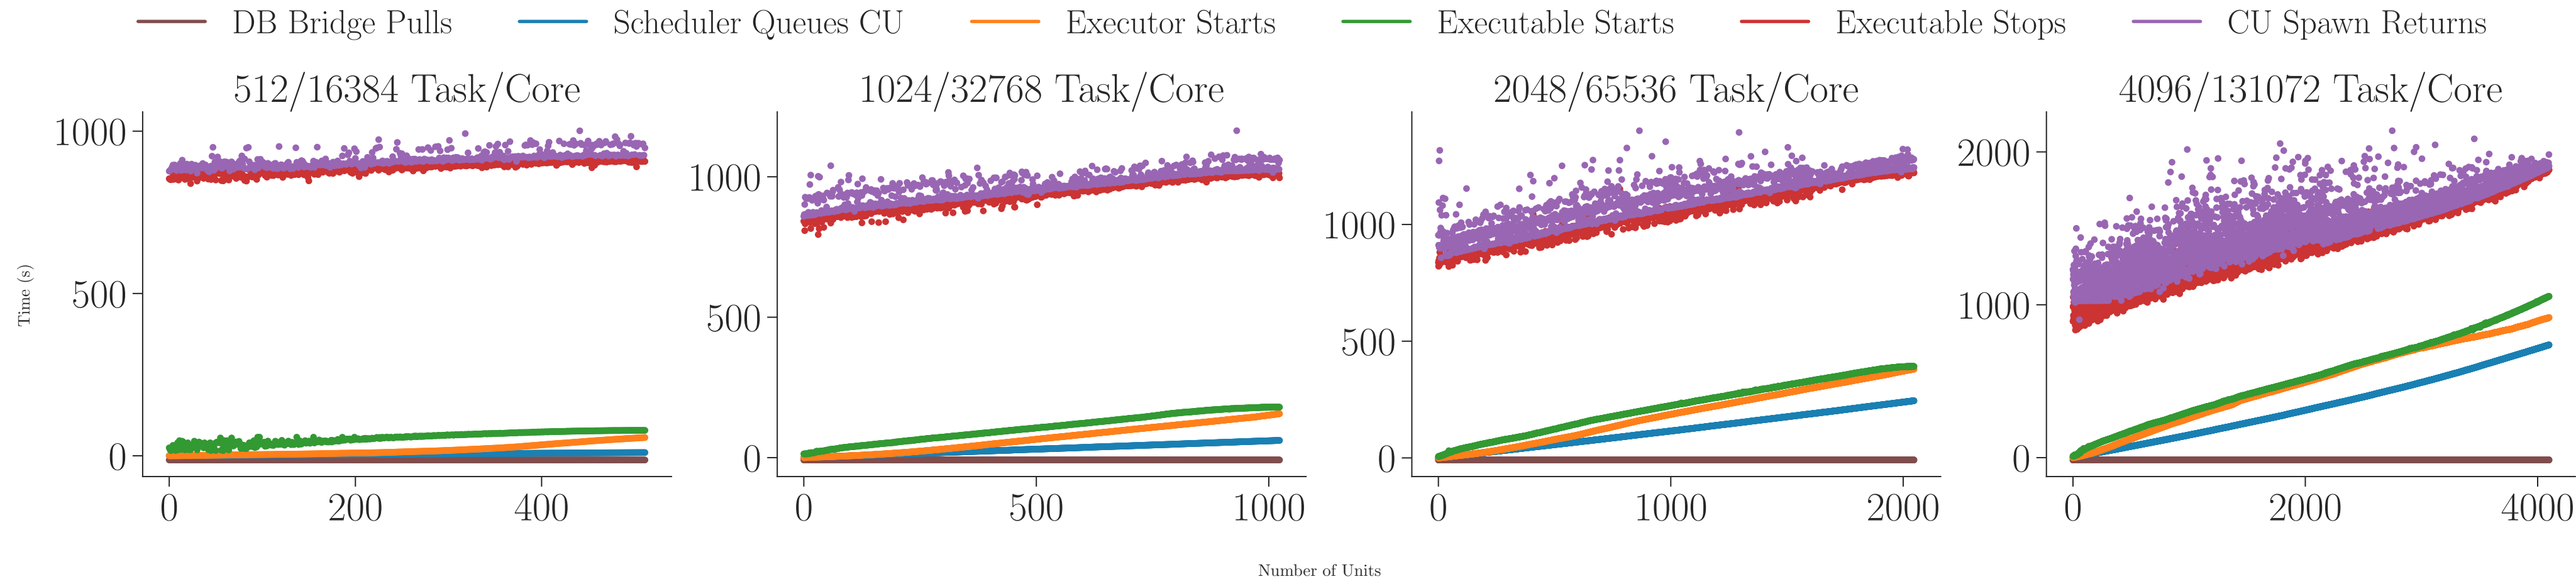 DB Bridge Pulls Scheduler Queues CU Executor Starts Executable Starts Executable Stops CU Spawn Returns
512/16384 Task/Core 1024/32768 Task/Core 2048/65536 Task/Core 4096/131072 Task/Core
Time (s)
1000
500
0
0 200 400
1000
500
0
0 500 1000
1000
500
0
0 1000 2000
2000
1000
0
0 2000 4000
Number of Units